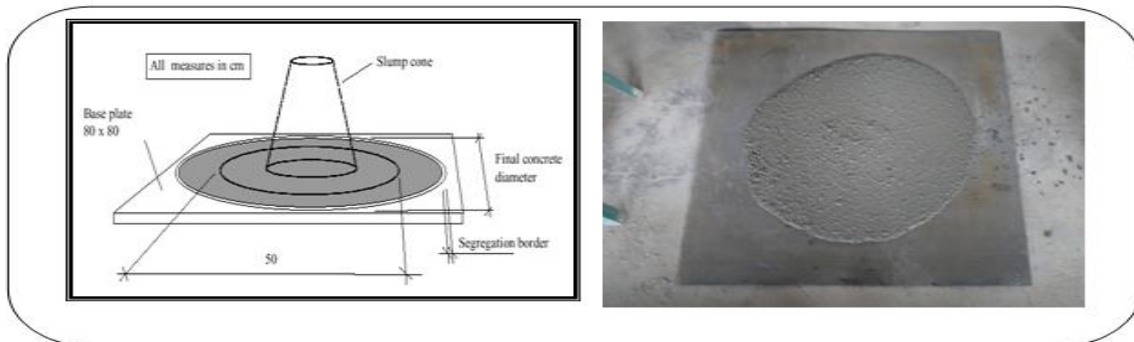 All measures in cm
Slump cone
Base plate
80 x 80
Final concrete
diameter
Segregation border
50